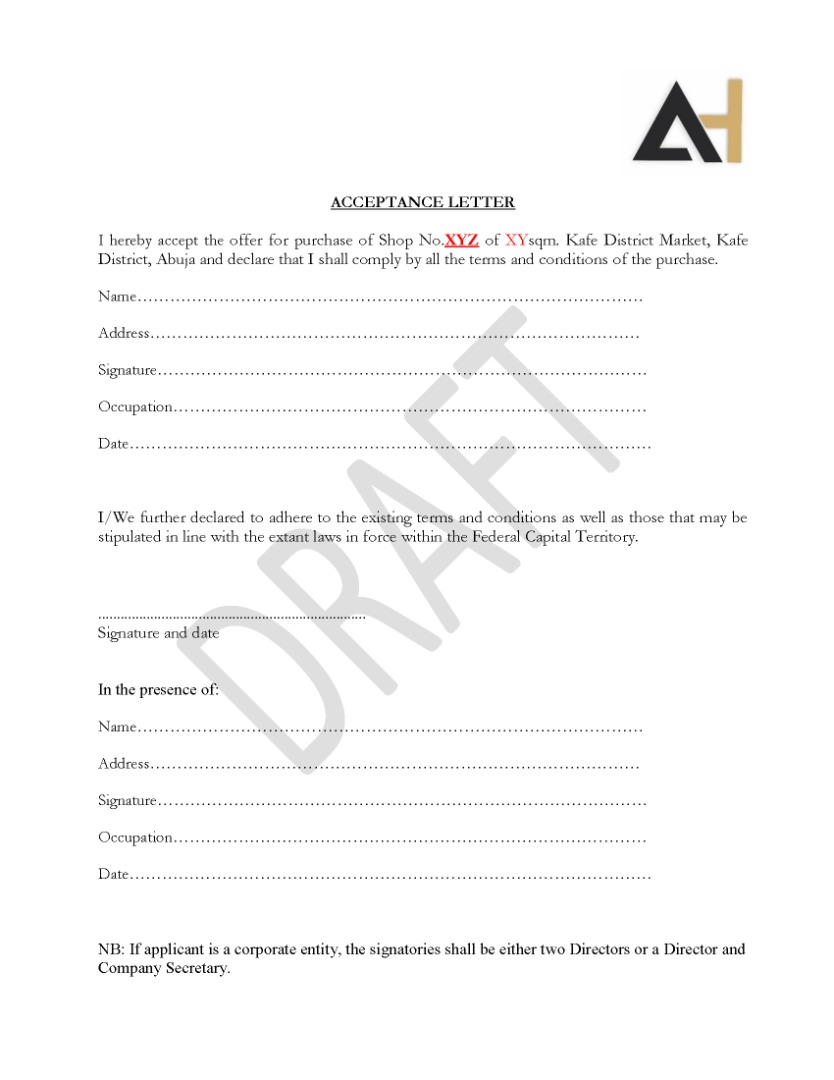 AH
ACCEPTANCE LETTER
I hereby accept the offer for purchase of Shop No.XYZ of XYsqm. Kafe District Market, Kafe
District, Abuja and declare that I shall comply by all the terms and conditions of the purchase.
Name……………………………………………………………………………………
Address…………………………………………………………………………………
Signature…………………………………………………………………………………
Occupation………………………………………………………………………………
Date………………………………………………………………………………………
I/We further declared to adhere to the existing terms and conditions as well as those that may be
stipulated in line with the extant laws in force within the Federal Capital Territory.
........................................................................
Signature and date
In the presence of:
Name……………………………………………………………………………………
Address…………………………………………………………………………………
Signature…………………………………………………………………………………
Occupation………………………………………………………………………………
Date………………………………………………………………………………………
NB: If applicant is a corporate entity, the signatories shall be either two Directors or a Director and
Company Secretary.
DRAFT